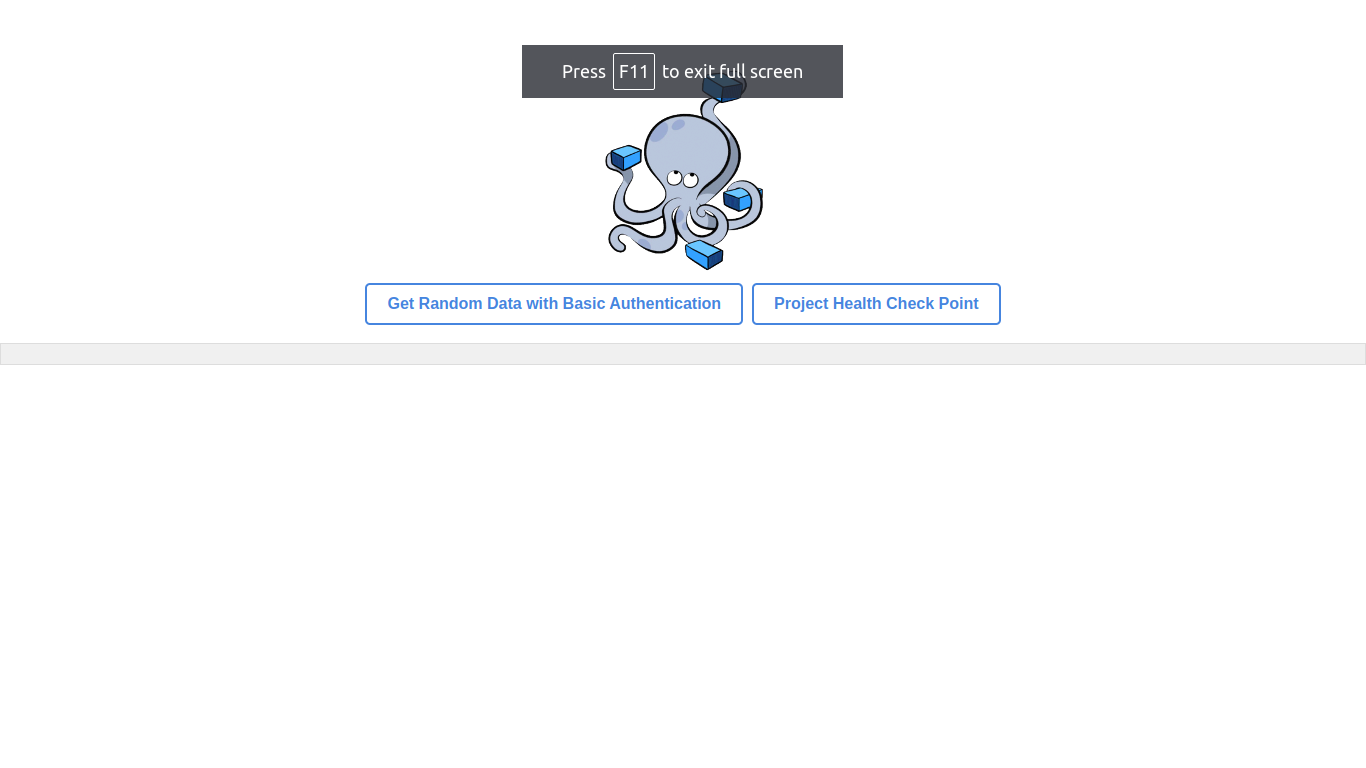 Press F11 to exit full screen
Get Random Data with Basic Authentication
Project Health Check Point